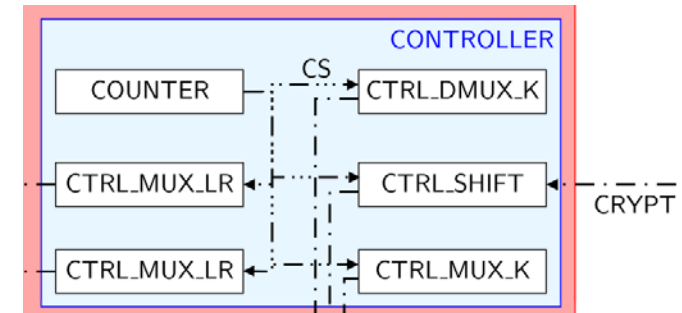 CONTROLLER
CS
COUNTER
CTRL_DMUX_K
CTRL_MUX_LR
CTRL_SHIFT
CRYPT
CTRL_MUX_LR
CTRL_MUX_K